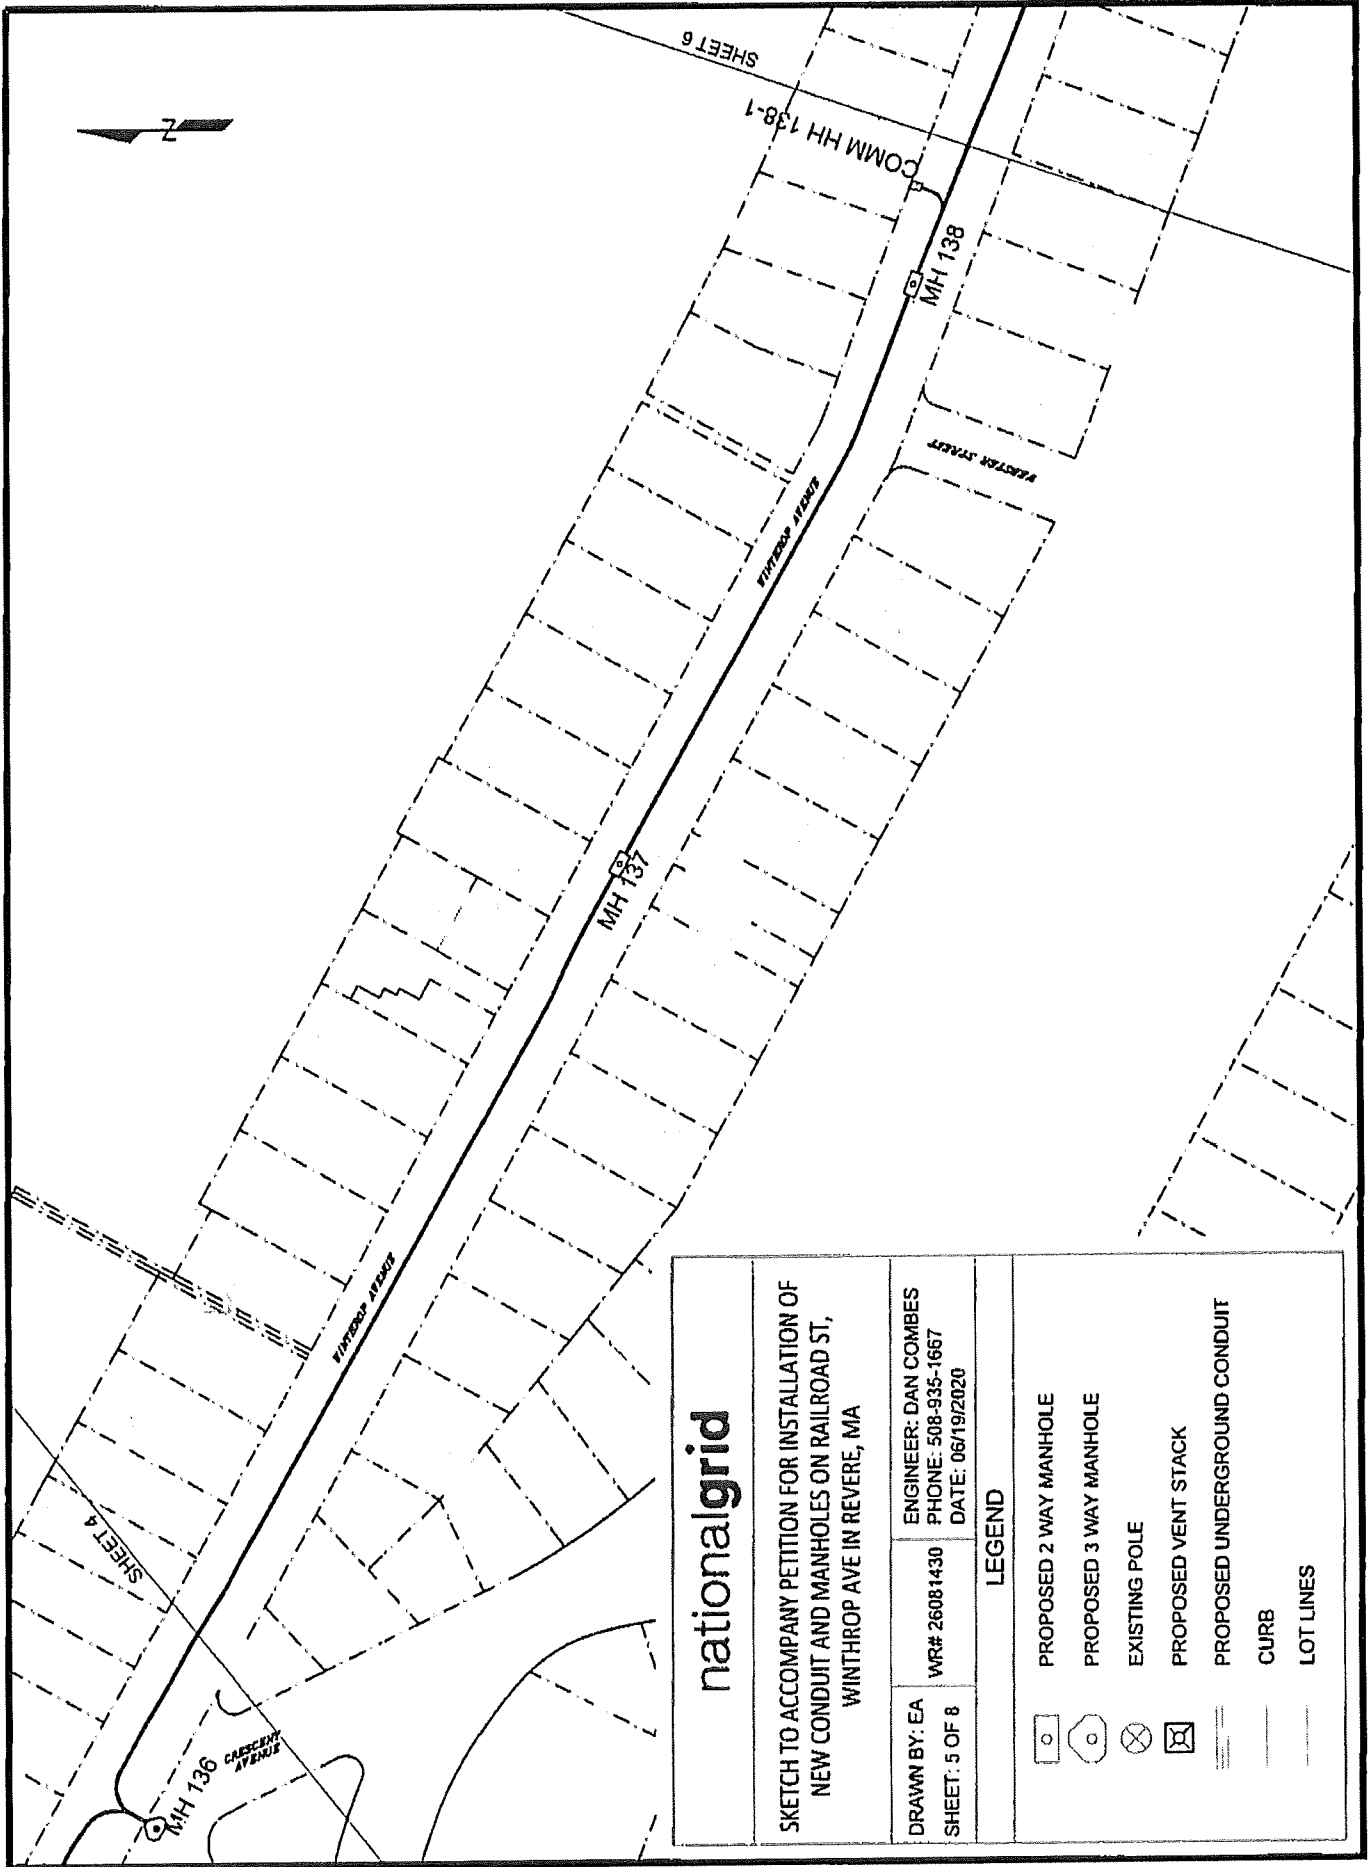 SHEET 6
COMM HH 138-1
MH 138
WEBSTER STREET
WINTHROP AVENUE
MH 137
WINTHROP AVENUE
SHEET 4
MH 136
CRESCENT
AVENUE
N
nationalgrid
SKETCH TO ACCOMPANY PETITION FOR INSTALLATION OF
NEW CONDUIT AND MANHOLES ON RAILROAD ST,
WINTHROP AVE IN REVERE, MA
DRAWN BY: EA
SHEET: 5 OF 8
WR# 26081430
ENGINEER: DAN COMBES
PHONE: 508-935-1667
DATE: 06/19/2020
LEGEND
PROPOSED 2 WAY MANHOLE
PROPOSED 3 WAY MANHOLE
EXISTING POLE
PROPOSED VENT STACK
PROPOSED UNDERGROUND CONDUIT
CURB
LOT LINES